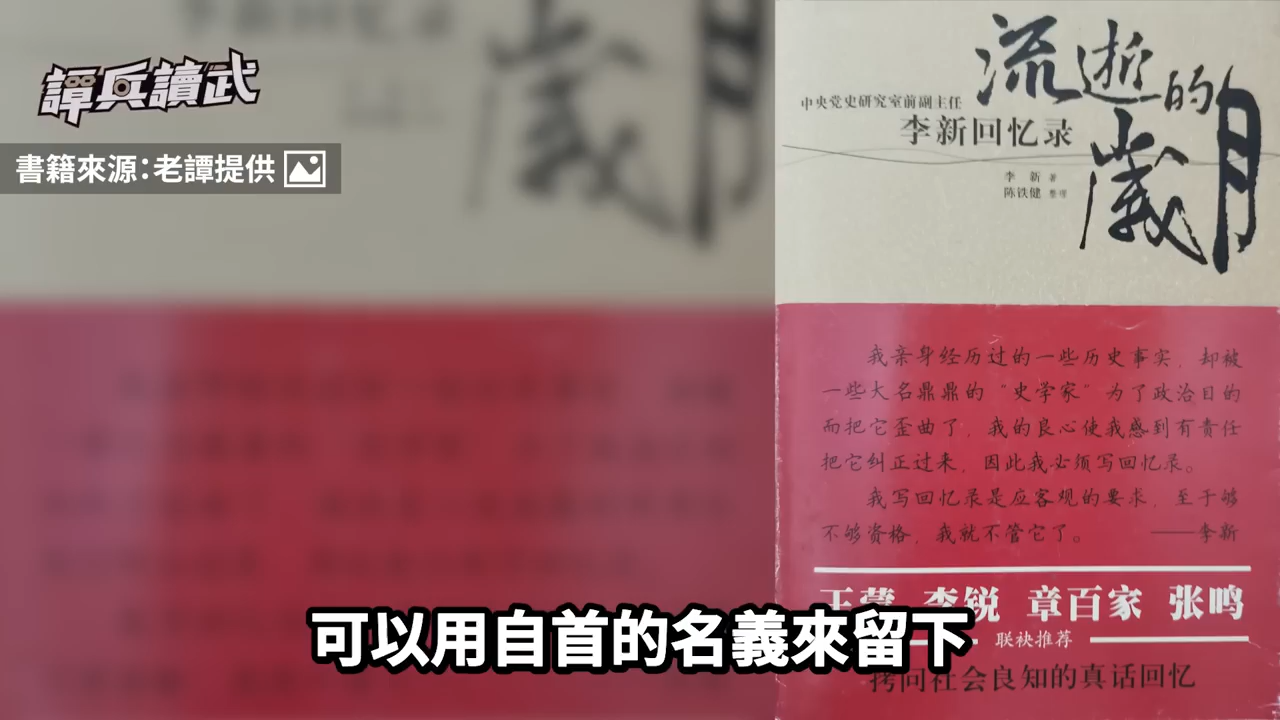 譚兵讀武
書籍來源：老譚提供
流逝的
歲月
中央党史研究室前副主任
李新回忆录
李 新 著
陈铁健 整理
我亲身经历过的一些历史事实，却被
一些大名鼎鼎的“史学家”为了政治目的
而把它歪曲了，我的良心使我感到有责任
把它纠正过来，因此我必须写回忆录。
我写回忆录是应客观的要求，至于够
不够资格，我就不管它了。 ——李新
王蒙 李锐 章百家 张鸣
联袂推荐
拷问社会良知的真话回忆
可以用自首的名義來留下